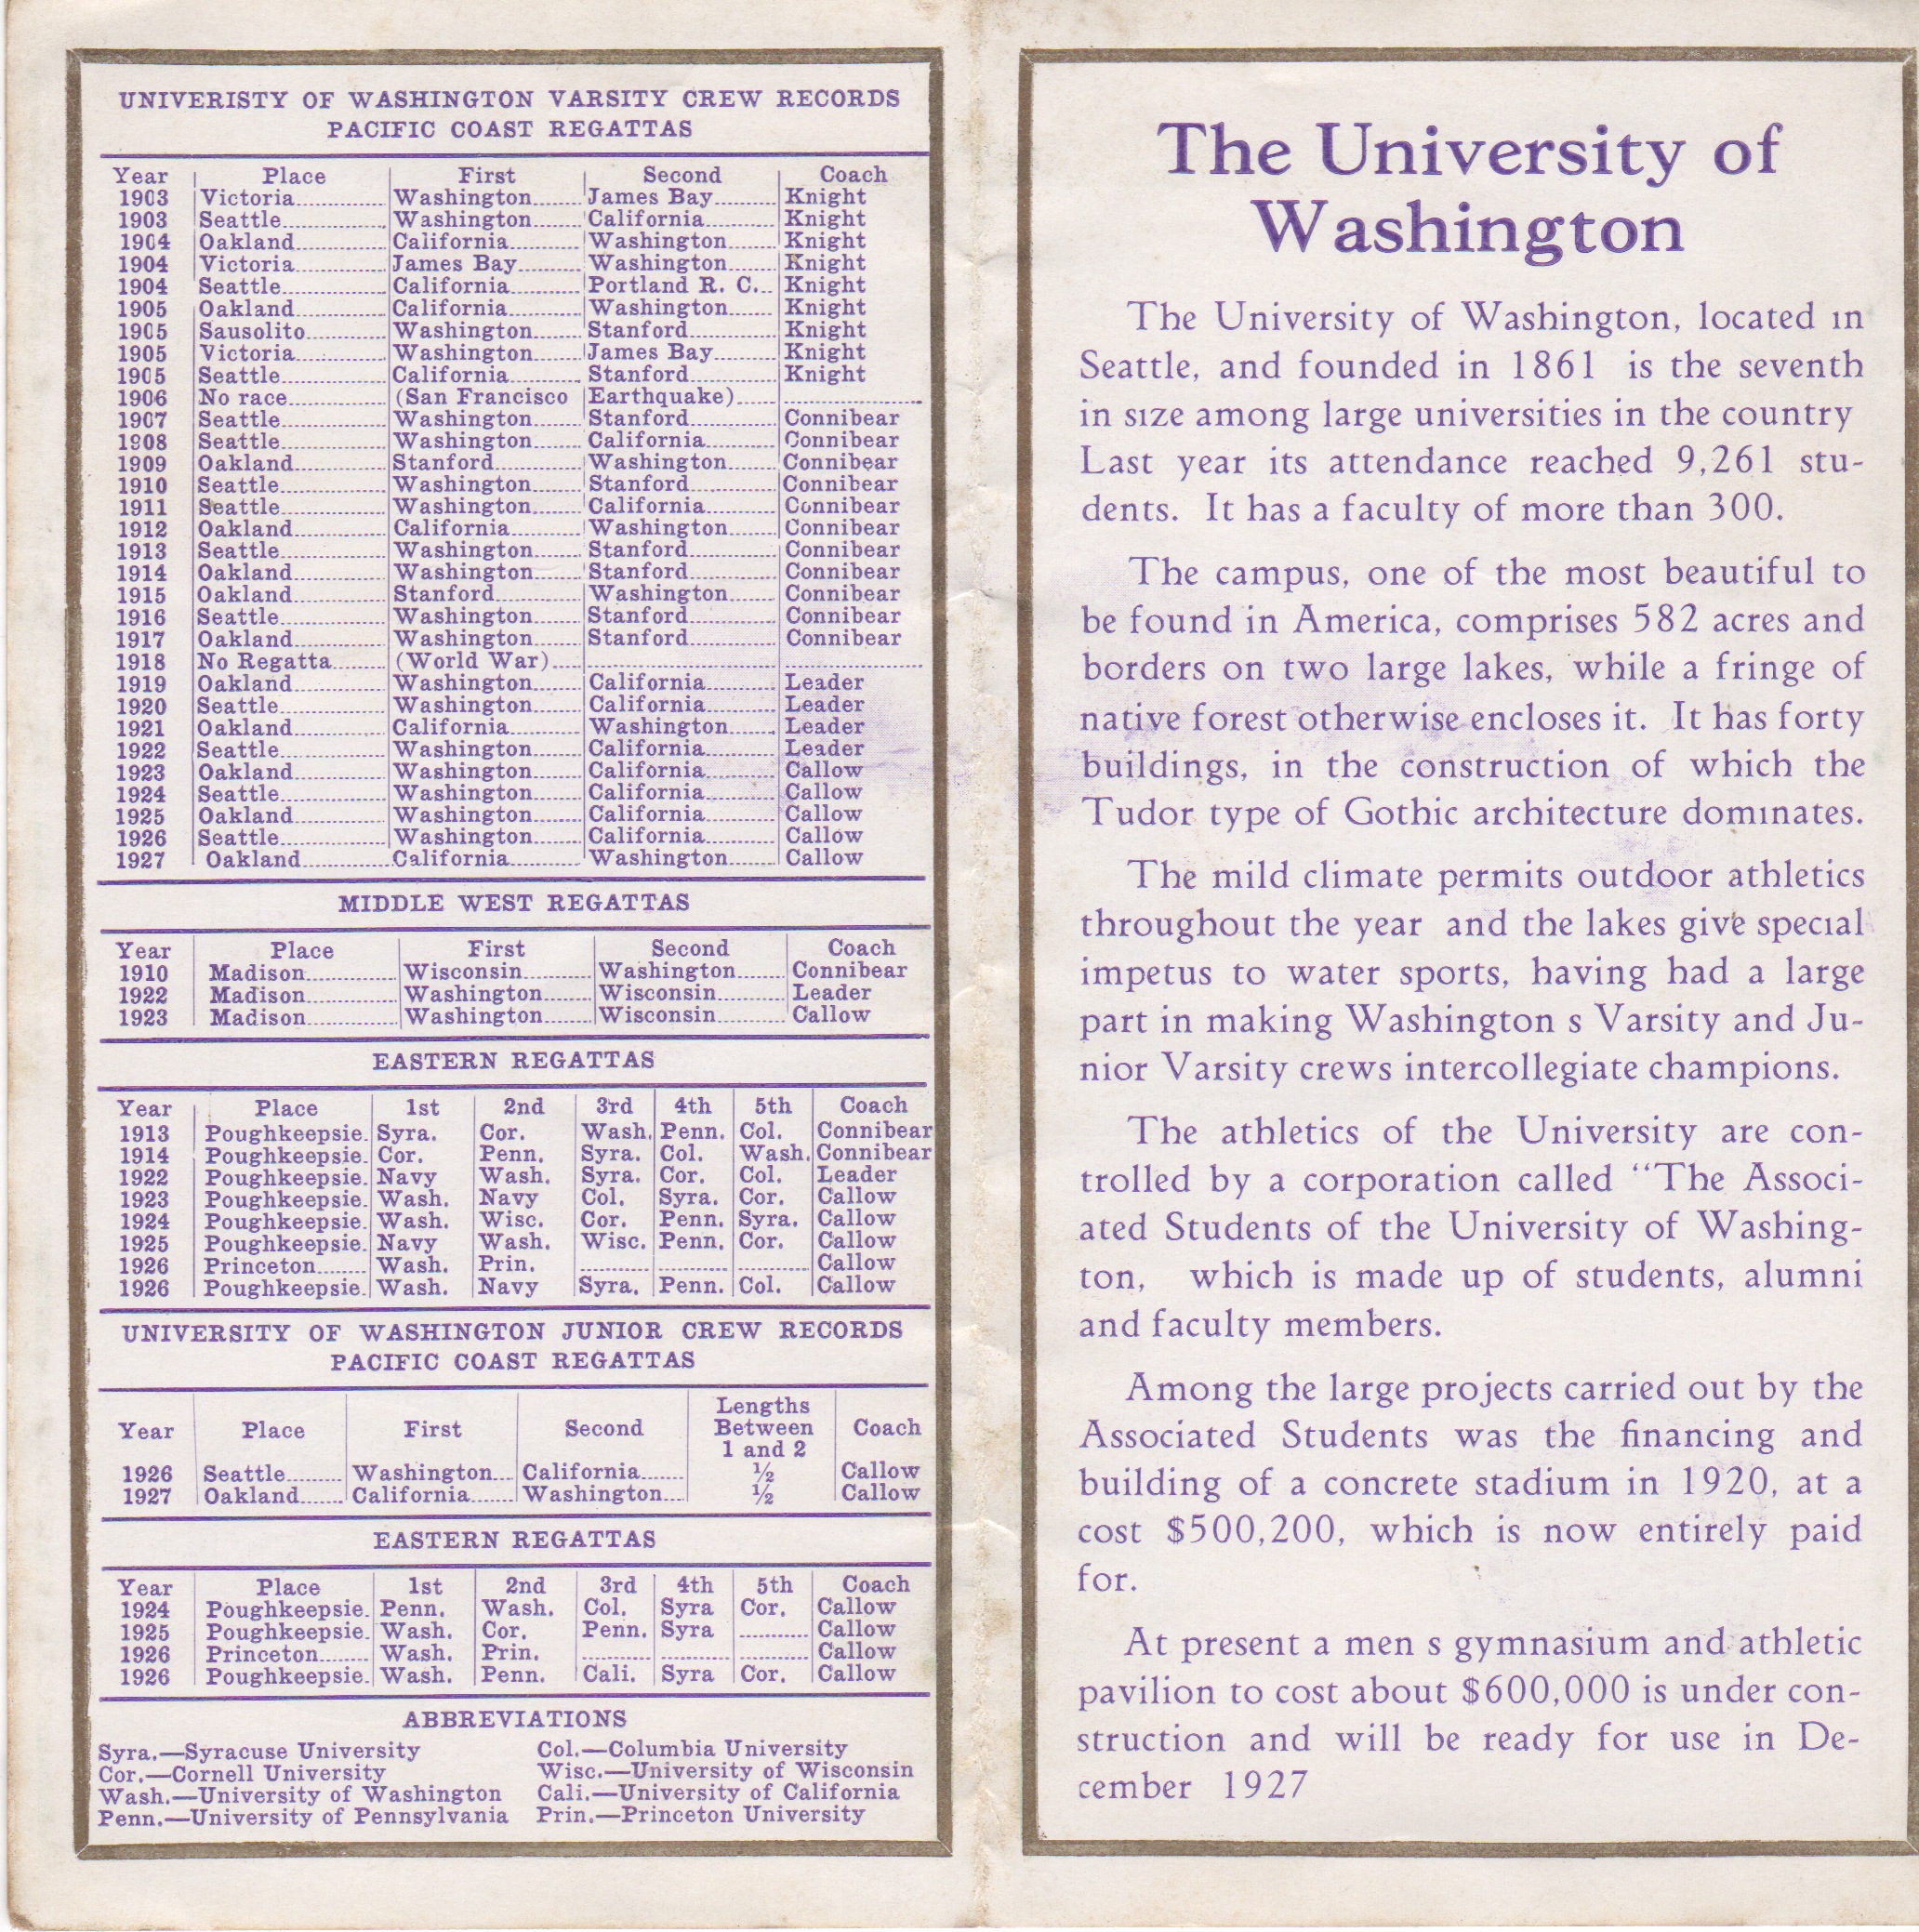 UNIVERISTY OF WASHINGTON VARSITY CREW RECORDS
PACIFIC COAST REGATTAS
Year Place First Second Coach
1903 Victoria Washington James Bay Knight
1903 Seattle Washington California Knight
1904 Oakland California Washington Knight
1904 Victoria James Bay Washington Knight
1904 Seattle California Portland R. C. Knight
1905 Oakland California Washington Knight
1905 Sausolito Washington Stanford Knight
1905 Victoria Washington James Bay Knight
1905 Seattle California Stanford Knight
1906 No race (San Francisco Earthquake)
1907 Seattle Washington Stanford Connibear
1908 Seattle Washington California Connibear
1909 Oakland Stanford Washington Connibear
1910 Seattle Washington Stanford Connibear
1911 Seattle Washington California Connibear
1912 Oakland California Washington Connibear
1913 Seattle Washington Stanford Connibear
1914 Oakland Washington Stanford Connibear
1915 Oakland Stanford Washington Connibear
1916 Seattle Washington Stanford Connibear
1917 Oakland Washington Stanford Connibear
1918 No Regatta (World War)
1919 Oakland Washington California Leader
1920 Seattle Washington California Leader
1921 Oakland California Washington Leader
1922 Seattle Washington California Leader
1923 Oakland Washington California Callow
1924 Seattle Washington California Callow
1925 Oakland Washington California Callow
1926 Seattle Washington California Callow
1927 Oakland California Washington Callow
MIDDLE WEST REGATTAS
Year Place First Second Coach
1910 Madison Wisconsin Washington Connibear
1922 Madison Washington Wisconsin Leader
1923 Madison Washington Wisconsin Callow
EASTERN REGATTAS
Year Place 1st 2nd 3rd 4th 5th Coach
1913 Poughkeepsie Syra. Cor. Wash. Penn. Col. Connibear
1914 Poughkeepsie Cor. Penn. Syra. Col. Wash. Connibear
1922 Poughkeepsie Navy Wash. Syra. Cor. Col. Leader
1923 Poughkeepsie Wash. Navy Col. Syra. Cor. Callow
1924 Poughkeepsie Wash. Wisc. Cor. Penn. Syra. Callow
1925 Poughkeepsie Navy Wash. Wisc. Penn. Cor. Callow
1926 Princeton Wash. Prin. Callow
1926 Poughkeepsie Wash. Navy Syra. Penn. Col. Callow
UNIVERSITY OF WASHINGTON JUNIOR CREW RECORDS
PACIFIC COAST REGATTAS
Year Place First Second Lengths Between 1 and 2 Coach
1926 Seattle Washington California ½ Callow
1927 Oakland California Washington ½ Callow
EASTERN REGATTAS
Year Place 1st 2nd 3rd 4th 5th Coach
1924 Poughkeepsie Penn. Wash. Col. Syra Cor. Callow
1925 Poughkeepsie Wash. Cor. Penn. Syra Callow
1926 Princeton Wash. Prin. Callow
1926 Poughkeepsie Wash. Penn. Cali. Syra Cor. Callow
ABBREVIATIONS
Syra.—Syracuse University Col.—Columbia University
Cor.—Cornell University Wisc.—University of Wisconsin
Wash.—University of Washington Cali.—University of California
Penn.—University of Pennsylvania Prin.—Princeton University
The University of
Washington
The University of Washington, located in
Seattle, and founded in 1861 is the seventh
in size among large universities in the country
Last year its attendance reached 9,261 stu-
dents. It has a faculty of more than 300.
The campus, one of the most beautiful to
be found in America, comprises 582 acres and
borders on two large lakes, while a fringe of
native forest otherwise encloses it. It has forty
buildings, in the construction of which the
Tudor type of Gothic architecture dominates.
The mild climate permits outdoor athletics
throughout the year and the lakes give special
impetus to water sports, having had a large
part in making Washington s Varsity and Ju-
nior Varsity crews intercollegiate champions.
The athletics of the University are con-
trolled by a corporation called “The Associ-
ated Students of the University of Washing-
ton, which is made up of students, alumni
and faculty members.
Among the large projects carried out by the
Associated Students was the financing and
building of a concrete stadium in 1920, at a
cost $500,200, which is now entirely paid
for.
At present a men s gymnasium and athletic
pavilion to cost about $600,000 is under con-
struction and will be ready for use in De-
cember 1927